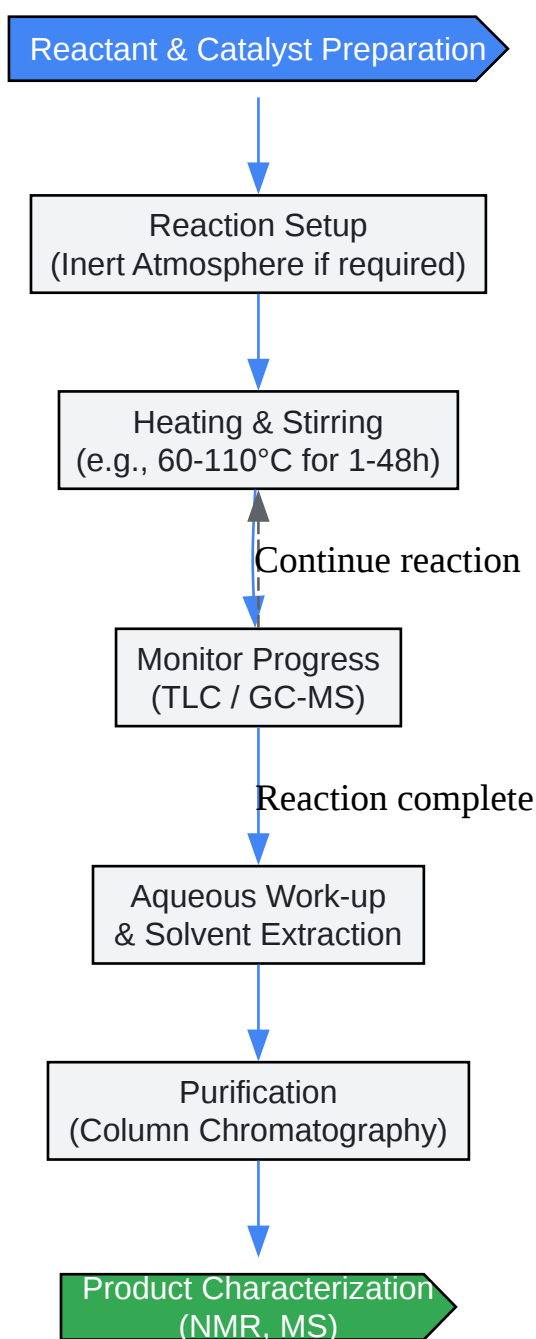 Reactant & Catalyst Preparation
Reaction Setup
(Inert Atmosphere if required)
Heating & Stirring
(e.g., 60-110°C for 1-48h)
Continue reaction
Monitor Progress
(TLC / GC-MS)
Reaction complete
Aqueous Work-up
& Solvent Extraction
Purification
(Column Chromatography)
Product Characterization
(NMR, MS)